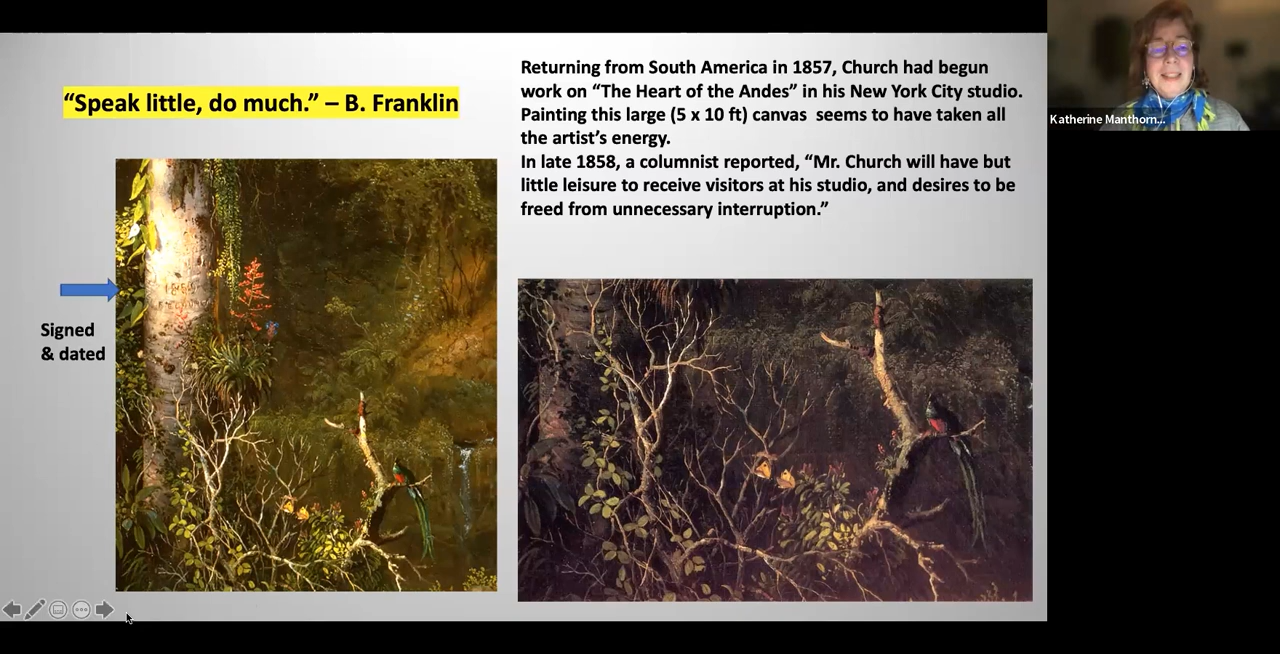 “Speak little, do much.” – B. Franklin
Returning from South America in 1857, Church had begun
work on “The Heart of the Andes” in his New York City studio.
Painting this large (5 x 10 ft) canvas seems to have taken all
the artist’s energy.
In late 1858, a columnist reported, “Mr. Church will have but
little leisure to receive visitors at his studio, and desires to be
freed from unnecessary interruption.”
Signed
& dated
Katherine Manthorn...